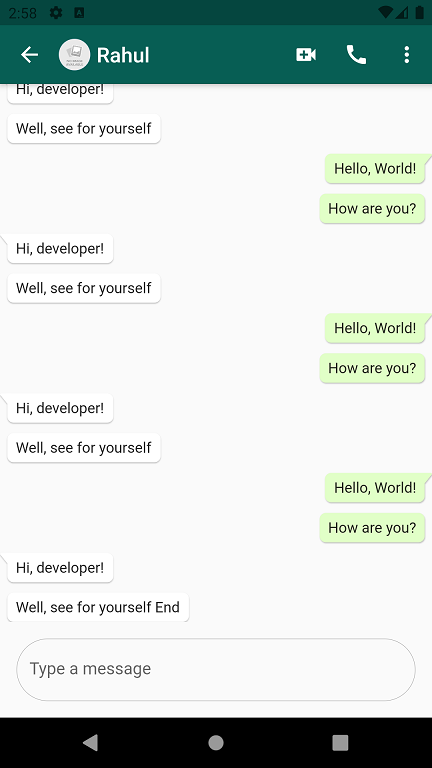 2:58
Rahul
Hi, developer!
Well, see for yourself
Hello, World!
How are you?
Hi, developer!
Well, see for yourself
Hello, World!
How are you?
Hi, developer!
Well, see for yourself
Hello, World!
How are you?
Hi, developer!
Well, see for yourself End
Type a message